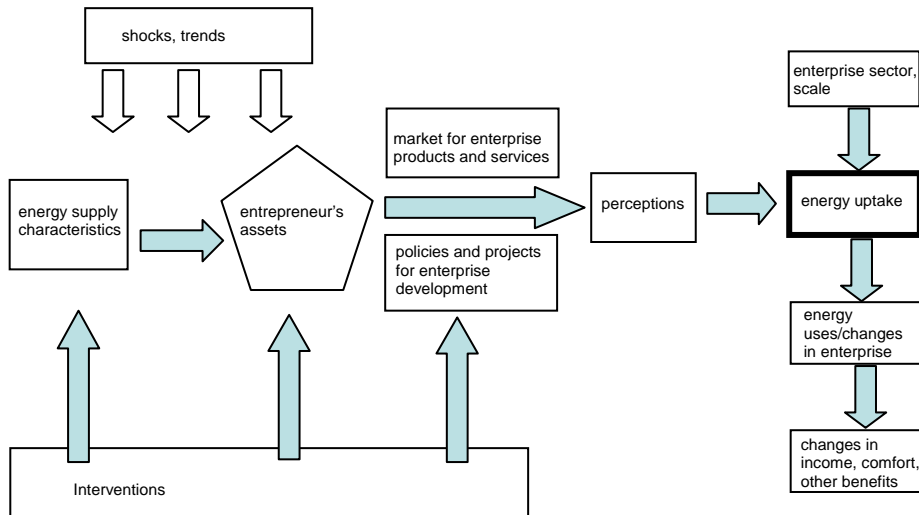 shocks, trends
enterprise sector,
scale
market for enterprise
products and services
energy supply
characteristics
entrepreneur's
assets
perceptions
energy uptake
policies and projects
for enterprise
development
energy
uses/changes
in enterprise
changes in
income, comfort,
other benefits
Interventions